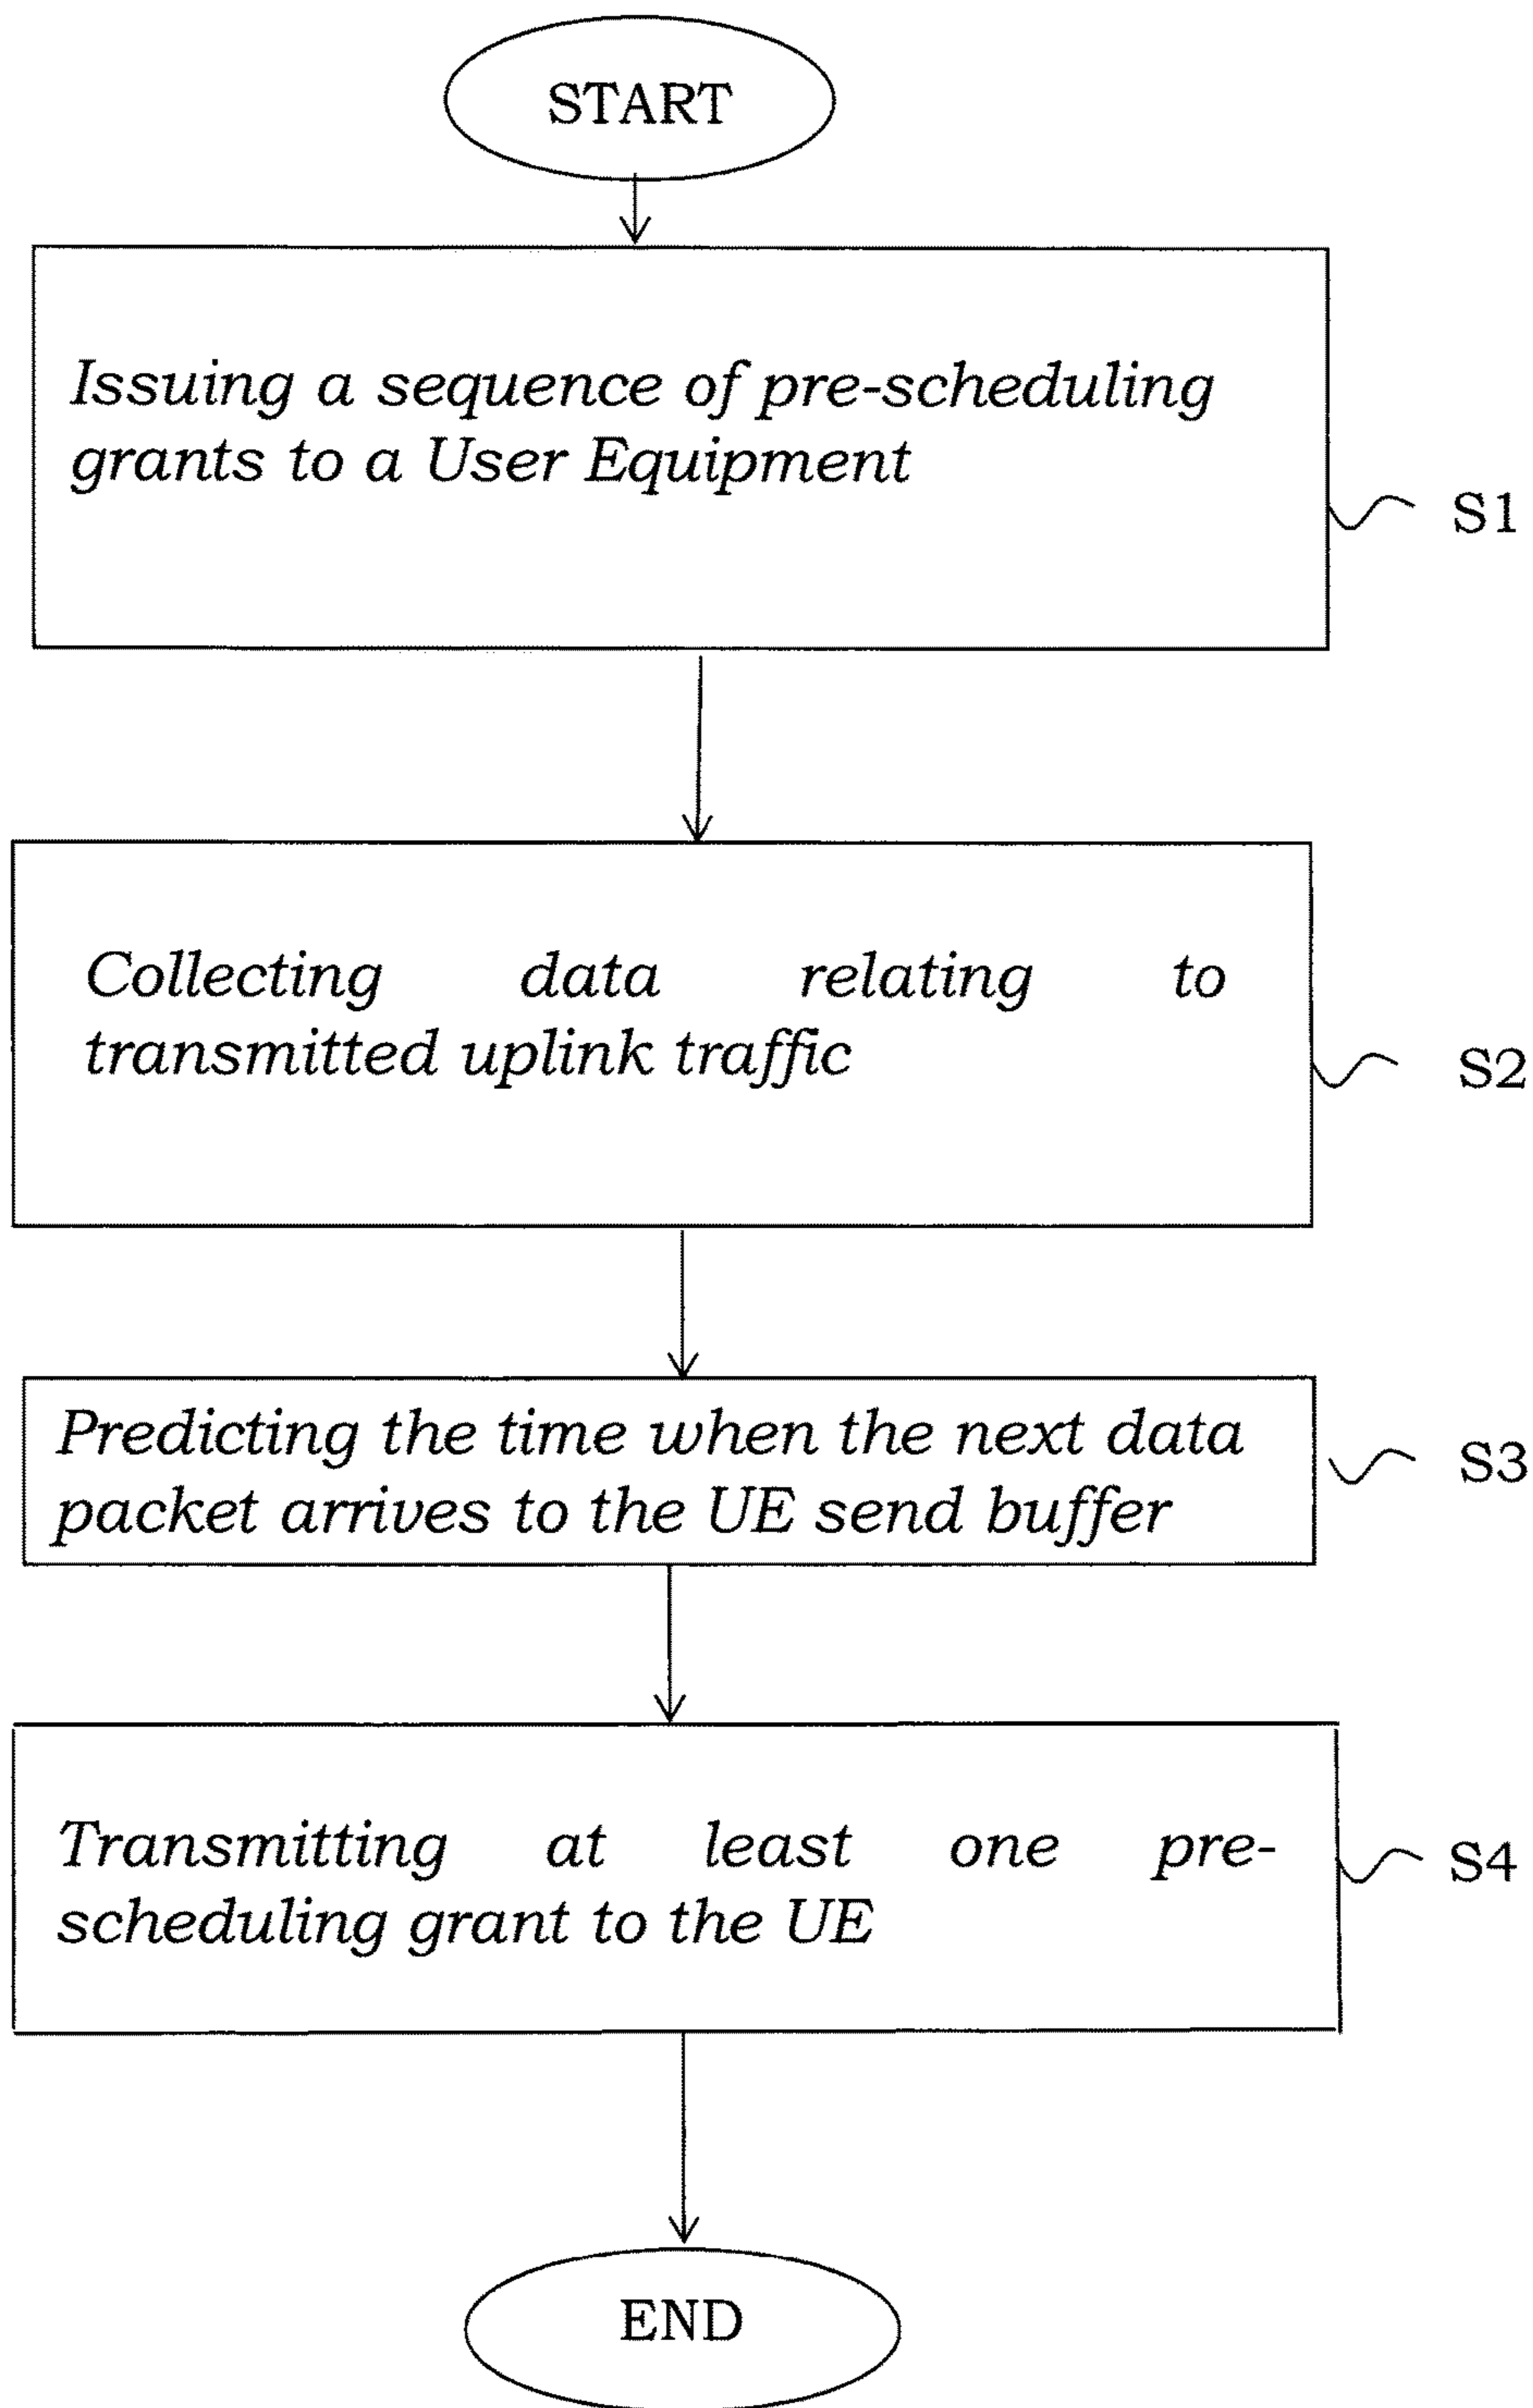 START
Issuing a sequence of pre-scheduling
grants to a User Equipment
S1
Collecting data relating to
transmitted uplink traffic
S2
Predicting the time when the next data
packet arrives to the UE send buffer
S3
Transmitting at least one pre-
scheduling grant to the UE
S4
END